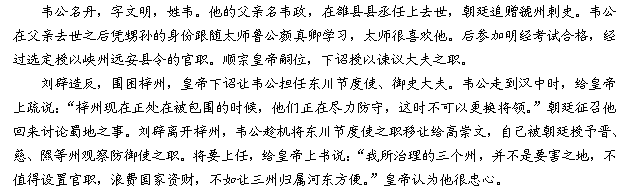 韦公名丹，字文明，姓韦。他的父亲名韦政，在雒县县丞任上去世，朝廷追赠虢州刺史。韦公
在父亲去世之后凭甥孙的身份跟随太师鲁公颜真卿学习，太师很喜欢他。后参加明经考试合格，经
过选定授以峡州远安县令的官职。顺宗皇帝嗣位，下诏授以谏议大夫之职。
刘辟造反，围困梓州，皇帝下诏让韦公担任东川节度使、御史大夫。韦公走到汉中时，给皇帝
上疏说：“梓州现在正处在被包围的时候，他们正在尽力防守，这时不可以更换将领。”朝廷征召他
回来讨论蜀地之事。刘辟离开梓州，韦公趁机将东川节度使之职移让给高崇文，自己被朝廷授予晋、
慈、隰等州观察防御使之职。将要上任，给皇帝上书说：“我所治理的三个州，并不是要害之地，不
值得设置官职，浪费国家资财，不如让三州归属河东方便。”皇帝认为他很忠心。